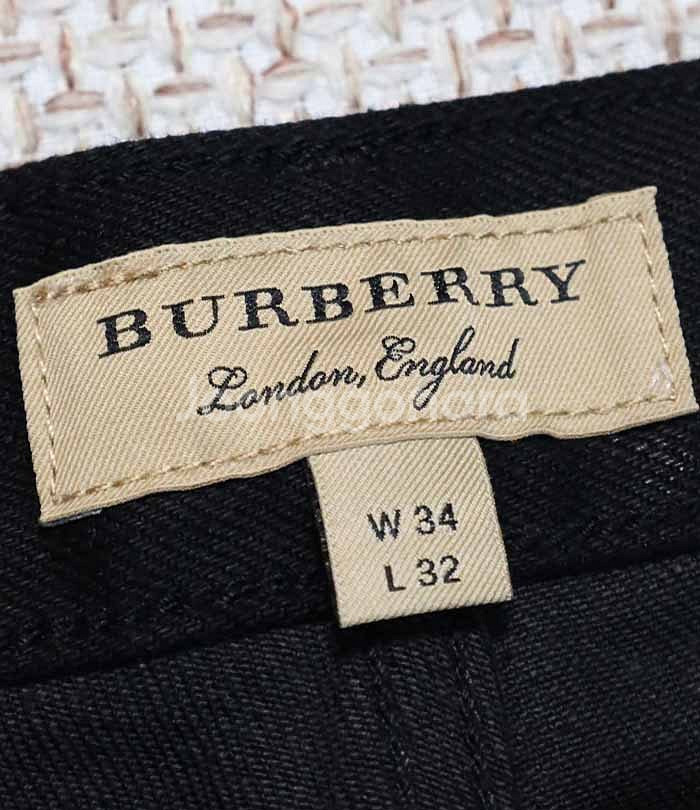 BURBERRY
London, England
W 34
L 32